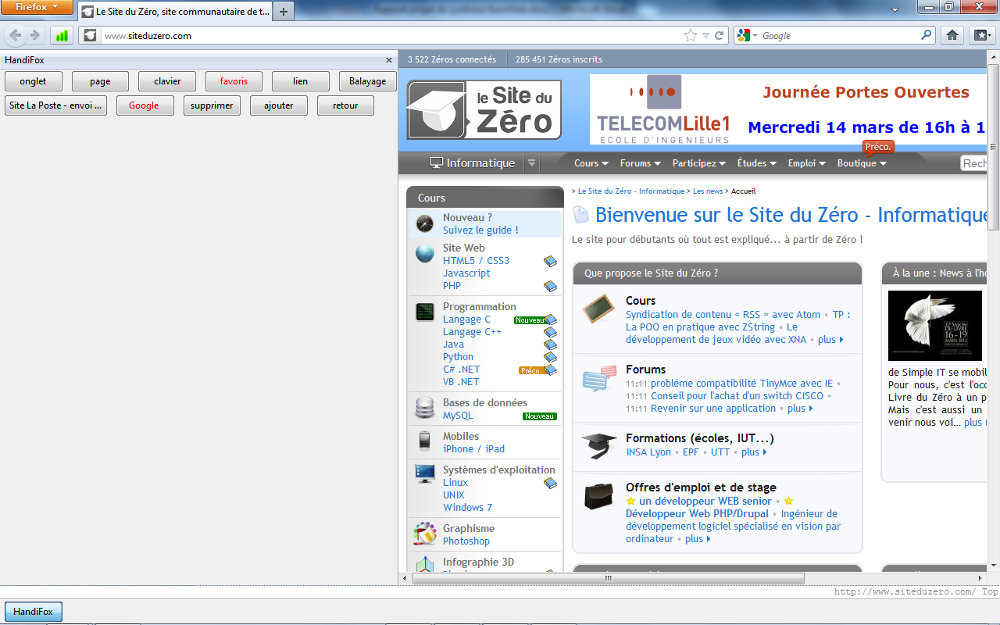 Firefox
Le Site du Zéro, site communautaire de t...
www.siteduzero.com
Google
HandiFox
onglet page clavier favoris lien Balayage
Site La Poste - envoi ... Google supprimer ajouter retour
3 522 Zéros connectés 285 451 Zéros inscrits
le Site du
Zéro
TELECOMLille1
ECOLE D'INGENIEURS
Journée Portes Ouvertes
Mercredi 14 mars de 16h à 1
Préco.
Informatique
Cours Forums Participez Études Emploi Boutique
Rech
Cours
Nouveau ?
Suivez le guide !
Site Web
HTML5 / CSS3
Javascript
PHP
Programmation
Langage C Nouveau
Langage C++
Java
Python
C# .NET Préco.
VB .NET
Bases de données
MySQL Nouveau
Mobiles
iPhone / iPad
Systèmes d'exploitation
Linux
UNIX
Windows 7
Graphisme
Photoshop
Infographie 3D
> Le Site du Zéro - Informatique > Les news > Accueil
Bienvenue sur le Site du Zéro - Informatique
Le site pour débutants où tout est expliqué... à partir de Zéro !
Que propose le Site du Zéro ?
Cours
Syndication de contenu « RSS » avec Atom • TP :
La POO en pratique avec ZString • Le
développement de jeux vidéo avec XNA • plus
Forums
11:11 probléme compatibilité TinyMce avec IE •
11:11 Conseil pour l'achat d'un switch CISCO •
11:11 Revenir sur une application • plus
Formations (écoles, IUT...)
INSA Lyon • EPF • UTT • plus
Offres d'emploi et de stage
un développeur WEB senior •
Développeur Web PHP/Drupal • Ingénieur de
développement logiciel spécialisé en vision par
ordinateur • plus
À la une : News à l'ho
32e SALON
DU LIVRE
16-19
MARS 2012
de Simple IT se mobil
Pour nous, c'est l'occ
Livre du Zéro à un p
Mais c'est aussi un
venir nous voi... plus
http://www.siteduzero.com/ Top
HandiFox